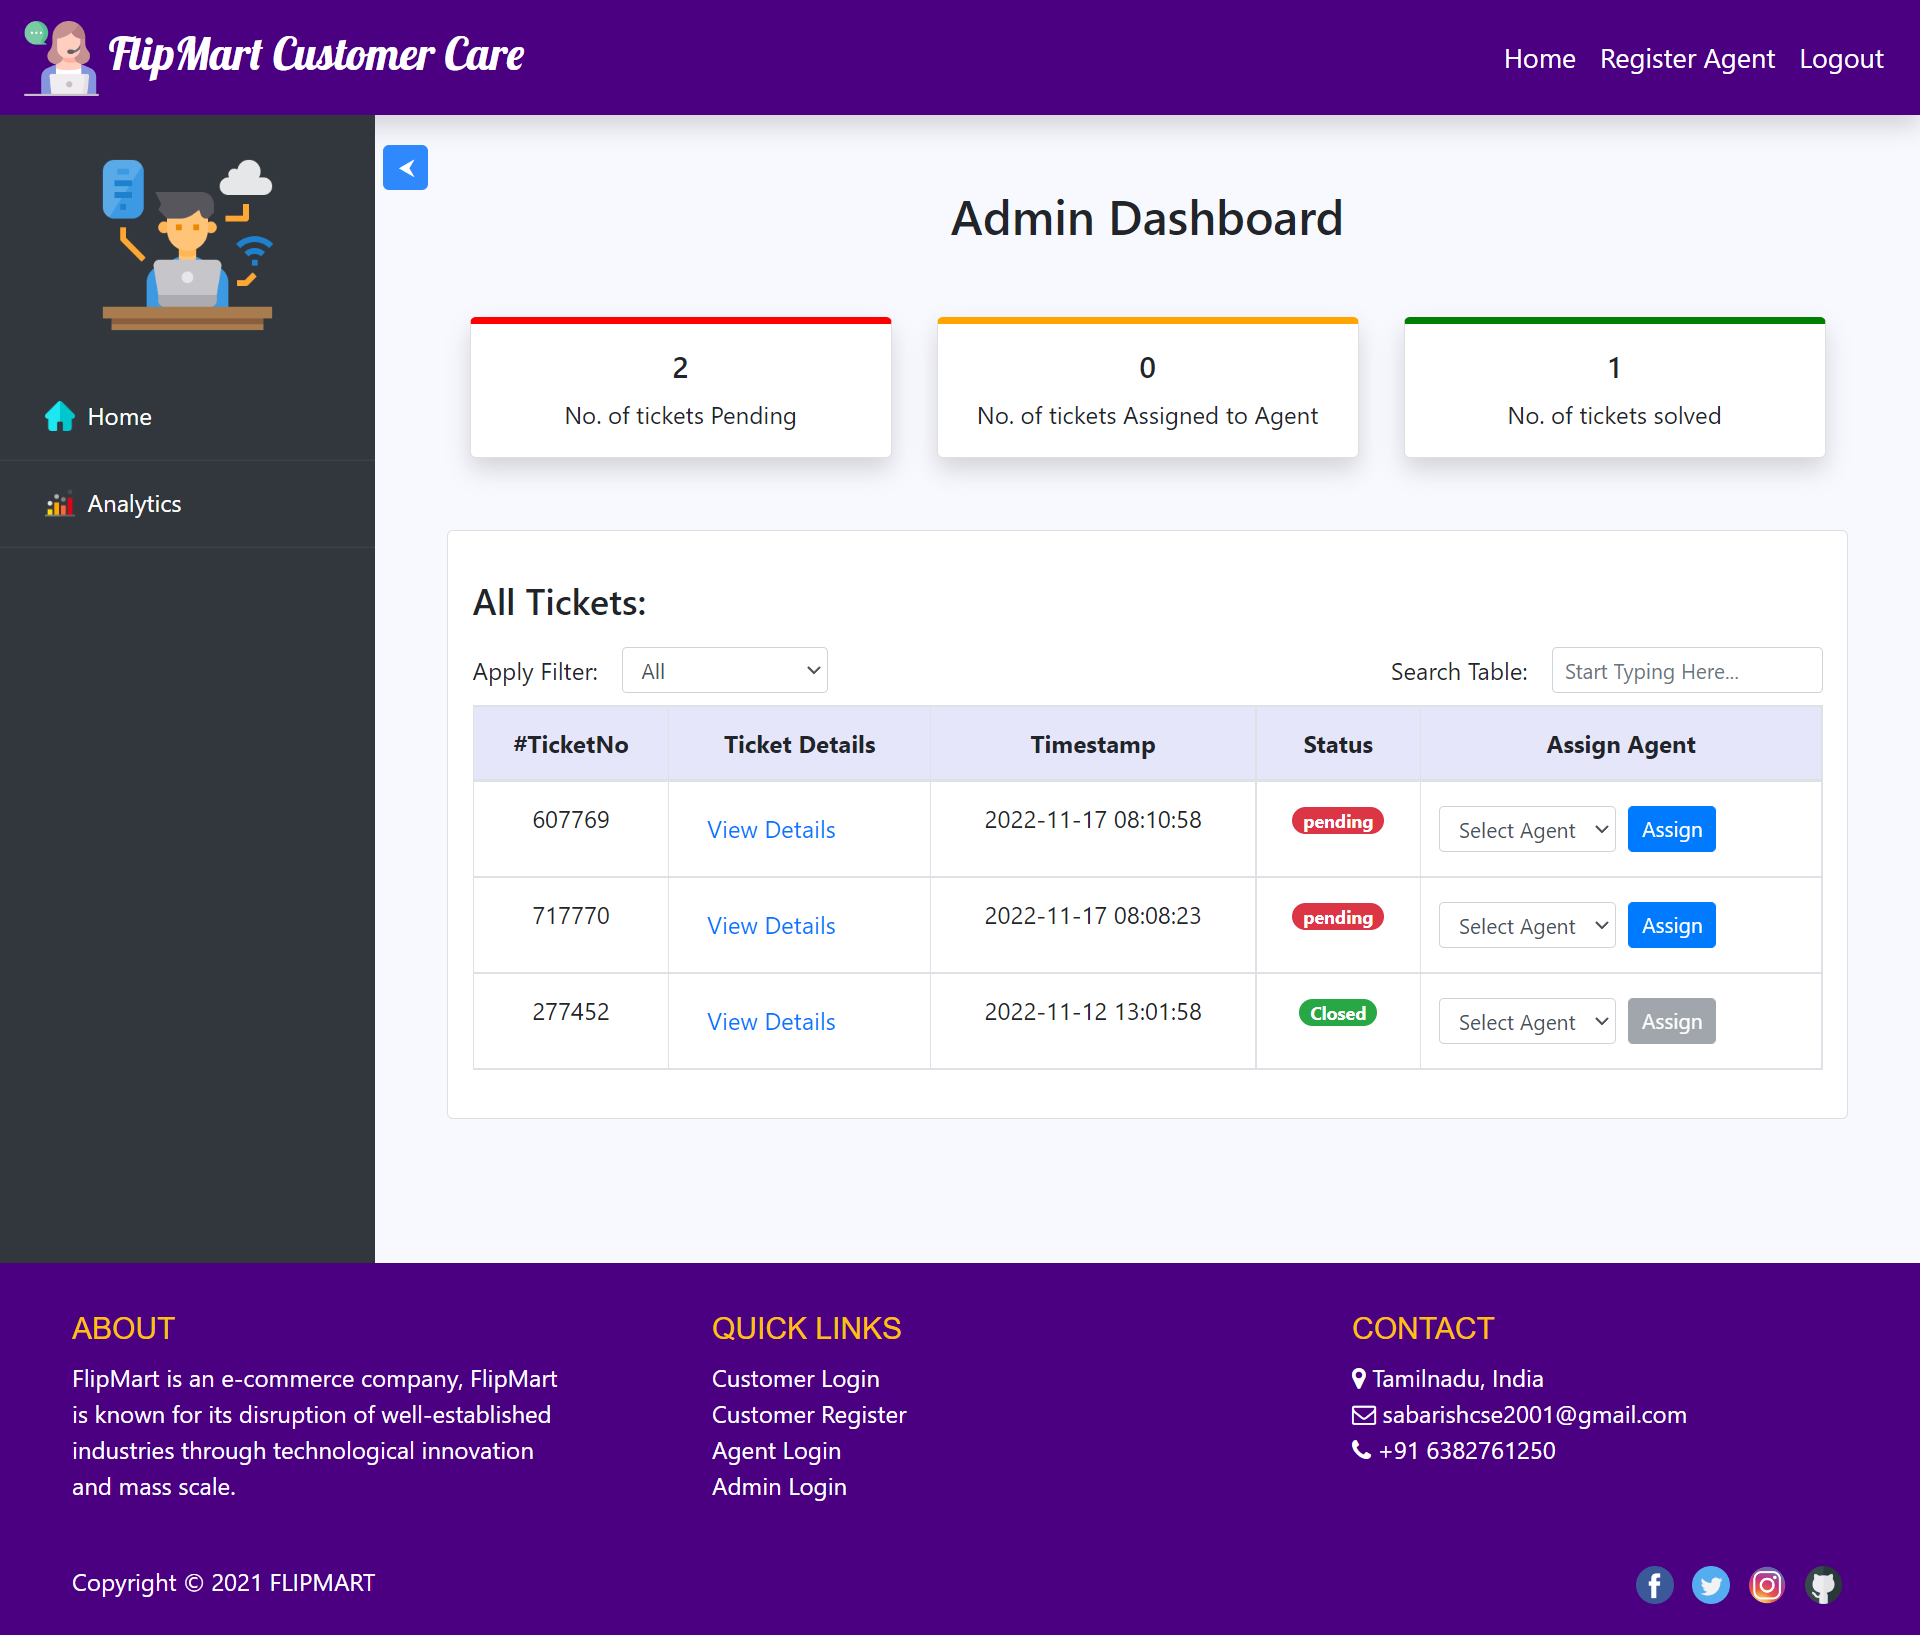 FlipMart Customer Care
Home Register Agent Logout
Home
Analytics
Admin Dashboard
2
No. of tickets Pending
0
No. of tickets Assigned to Agent
1
No. of tickets solved
All Tickets:
Apply Filter: All Search Table: Start Typing Here...
#TicketNo Ticket Details Timestamp Status Assign Agent
607769 View Details 2022-11-17 08:10:58 pending Select Agent Assign
717770 View Details 2022-11-17 08:08:23 pending Select Agent Assign
277452 View Details 2022-11-12 13:01:58 Closed Select Agent Assign
ABOUT
FlipMart is an e-commerce company, FlipMart
is known for its disruption of well-established
industries through technological innovation
and mass scale.
QUICK LINKS
Customer Login
Customer Register
Agent Login
Admin Login
CONTACT
Tamilnadu, India
sabarishcse2001@gmail.com
+91 6382761250
Copyright © 2021 FLIPMART